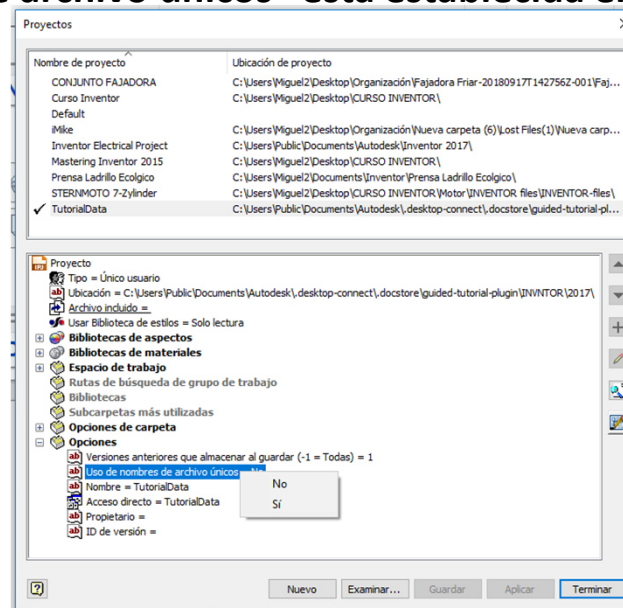 archivo únicos" está establecida e
Proyectos
Nombre de proyecto Ubicación de proyecto
CONJUNTO FAJADORA C:\Users\Miguel2\Desktop\Organización\Fajadora Friar-20180917T142756Z-001\Faj...
Curso Inventor C:\Users\Miguel2\Desktop\CURSO INVENTOR\
Default
iMike C:\Users\Miguel2\Desktop\Organización\Nueva carpeta (6)\Lost Files(1)\Nueva carp...
Inventor Electrical Project C:\Users\Public\Documents\Autodesk\Inventor 2017\
Mastering Inventor 2015 C:\Users\Miguel2\Desktop\CURSO INVENTOR\
Prensa Ladrillo Ecolgico C:\Users\Miguel2\Documents\Inventor\Prensa Ladrillo Ecolgico\
STERNMOTO 7-Zylinder C:\Users\Miguel2\Desktop\CURSO INVENTOR\Motor\INVENTOR files\INVENTOR-files\
TutorialData C:\Users\Public\Documents\Autodesk\.desktop-connect\.docstore\guided-tutorial-pl...
Proyecto
Tipo = Único usuario
Ubicación = C:\Users\Public\Documents\Autodesk\.desktop-connect\.docstore\guided-tutorial-plugin\INVNTOR\2017\
Archivo incluido =
Usar Biblioteca de estilos = Solo lectura
Bibliotecas de aspectos
Bibliotecas de materiales
Espacio de trabajo
Rutas de búsqueda de grupo de trabajo
Bibliotecas
Subcarpetas más utilizadas
Opciones de carpeta
Opciones
Versiones anteriores que almacenar al guardar (-1 = Todas) = 1
Uso de nombres de archivo únicos = No
No
Nombre = TutorialData
Sí
Acceso directo = TutorialData
Propietario =
ID de versión =
Nuevo Examinar... Guardar Aplicar Terminar